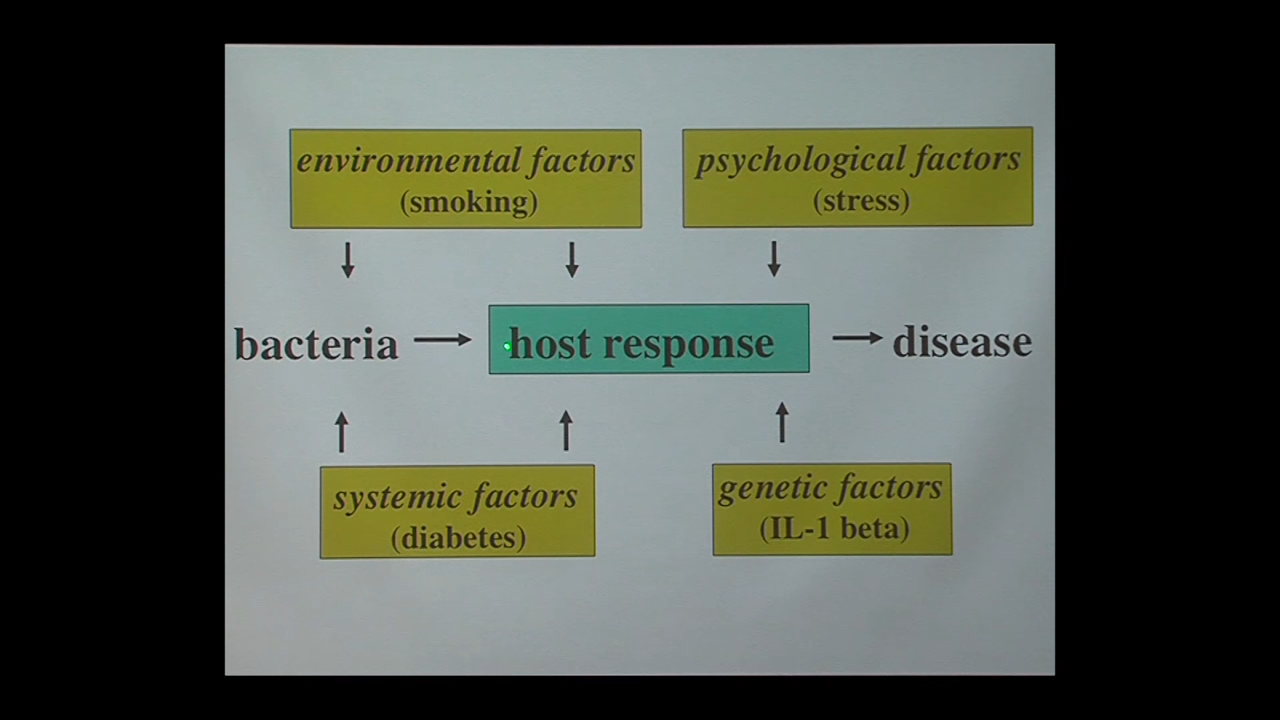 environmental factors
(smoking)
psychological factors
(stress)
bacteria
host response
disease
systemic factors
(diabetes)
genetic factors
(IL-1 beta)